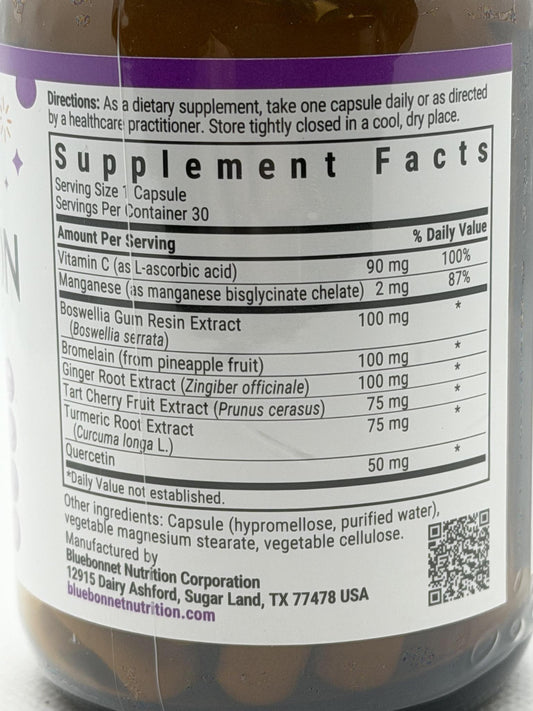 N
Directions: As a dietary supplement, take one capsule daily or as directed
by a healthcare practitioner. Store tightly closed in a cool, dry place.
Supplement Facts
Serving Size 1 Capsule
Servings Per Container 30
Amount Per Serving % Daily Value
Vitamin C (as L-ascorbic acid) 90 mg 100%
Manganese (as manganese bisglycinate chelate) 2 mg 87%
Boswellia Gum Resin Extract 100 mg *
(Boswellia serrata)
Bromelain (from pineapple fruit) 100 mg *
Ginger Root Extract (Zingiber officinale) 100 mg *
Tart Cherry Fruit Extract (Prunus cerasus) 75 mg *
Turmeric Root Extract 75 mg *
(Curcuma longa L.)
Quercetin 50 mg *
*Daily Value not established.
Other ingredients: Capsule (hypromellose, purified water),
vegetable magnesium stearate, vegetable cellulose.
Manufactured by
Bluebonnet Nutrition Corporation
12915 Dairy Ashford, Sugar Land, TX 77478 USA
bluebonnetnutrition.com